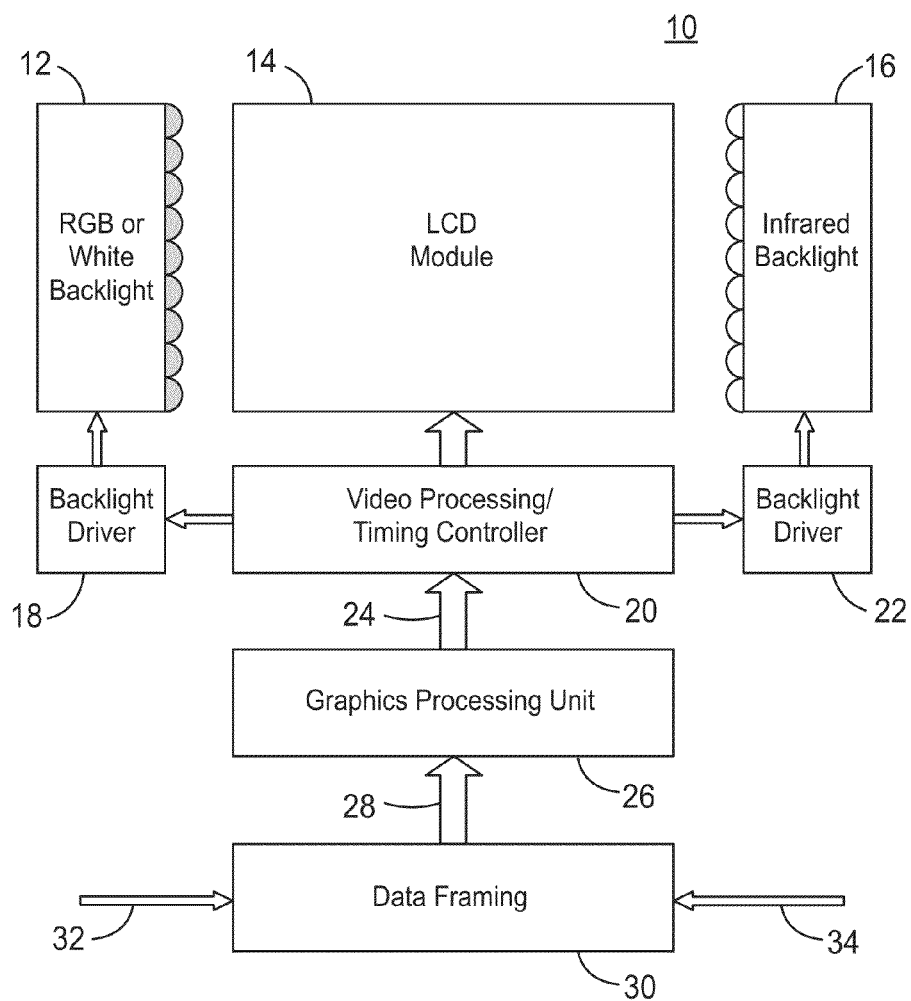 10
12
14
16
RGB or
White
Backlight
LCD
Module
Infrared
Backlight
Backlight
Driver
Video Processing/
Timing Controller
Backlight
Driver
18
24
20
22
Graphics Processing Unit
28
26
Data Framing
32
34
30